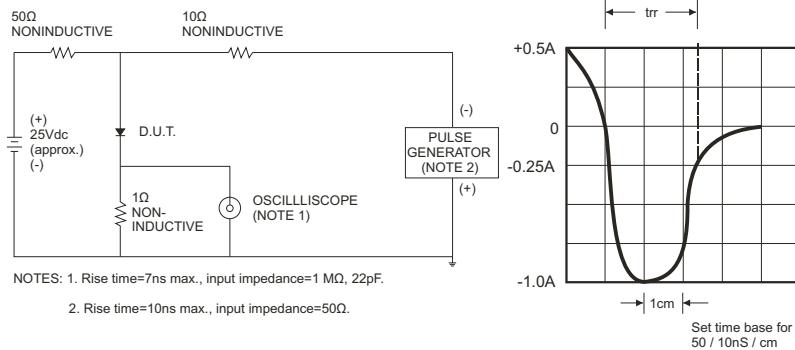 50Ω
NONINDUCTIVE
10Ω
NONINDUCTIVE
(+)
25Vdc
(approx.)
(-)
D.U.T.
1Ω
NON-
INDUCTIVE
OSCILLLISCOPE
(NOTE 1)
(-)
PULSE
GENERATOR
(NOTE 2)
(+)
NOTES: 1. Rise time=7ns max., input impedance=1 MΩ, 22pF.
2. Rise time=10ns max., input impedance=50Ω.
trr
+0.5A
0
-0.25A
-1.0A
1cm
Set time base for
50 / 10nS / cm